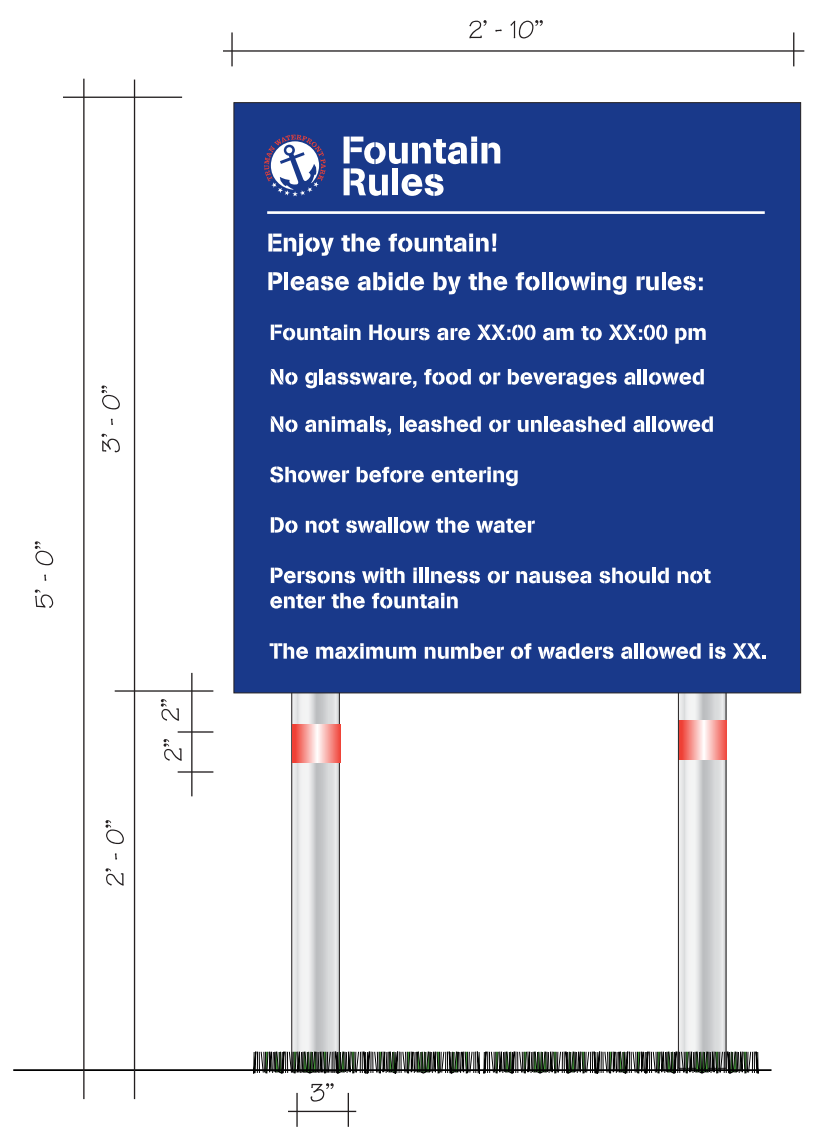 2’ - 10”
TRUMAN WATERFRONT PARK
Fountain
Rules
Enjoy the fountain!
Please abide by the following rules:
Fountain Hours are XX:00 am to XX:00 pm
No glassware, food or beverages allowed
No animals, leashed or unleashed allowed
Shower before entering
Do not swallow the water
Persons with illness or nausea should not
enter the fountain
The maximum number of waders allowed is XX.
3’ - 0”
5’ - 0”
2”
2”
2’ - 0”
3”